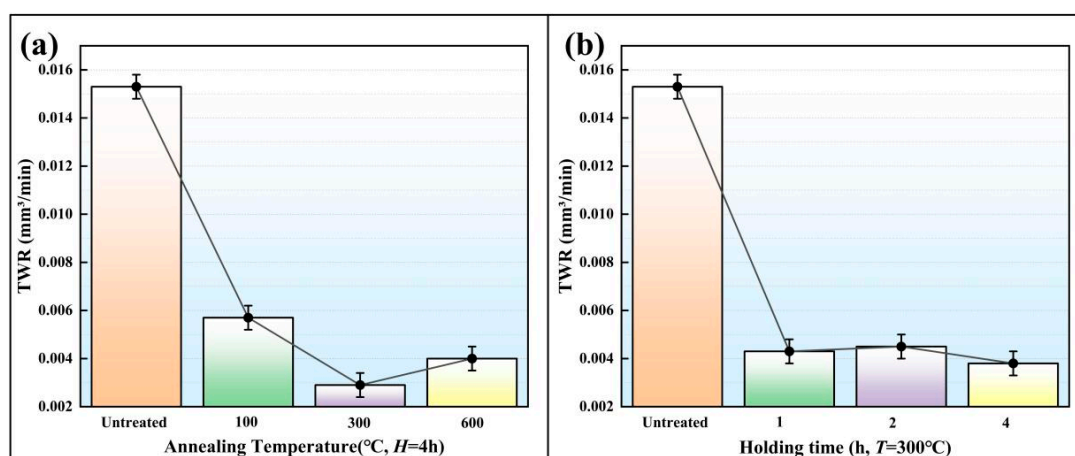 (a)
TWR (mm³/min)
0.016
0.014
0.012
0.010
0.008
0.006
0.004
0.002
Untreated 100 300 600
Annealing Temperature(°C, H=4h)
(b)
TWR (mm³/min)
0.016
0.014
0.012
0.010
0.008
0.006
0.004
0.002
Untreated 1 2 4
Holding time (h, T=300°C)